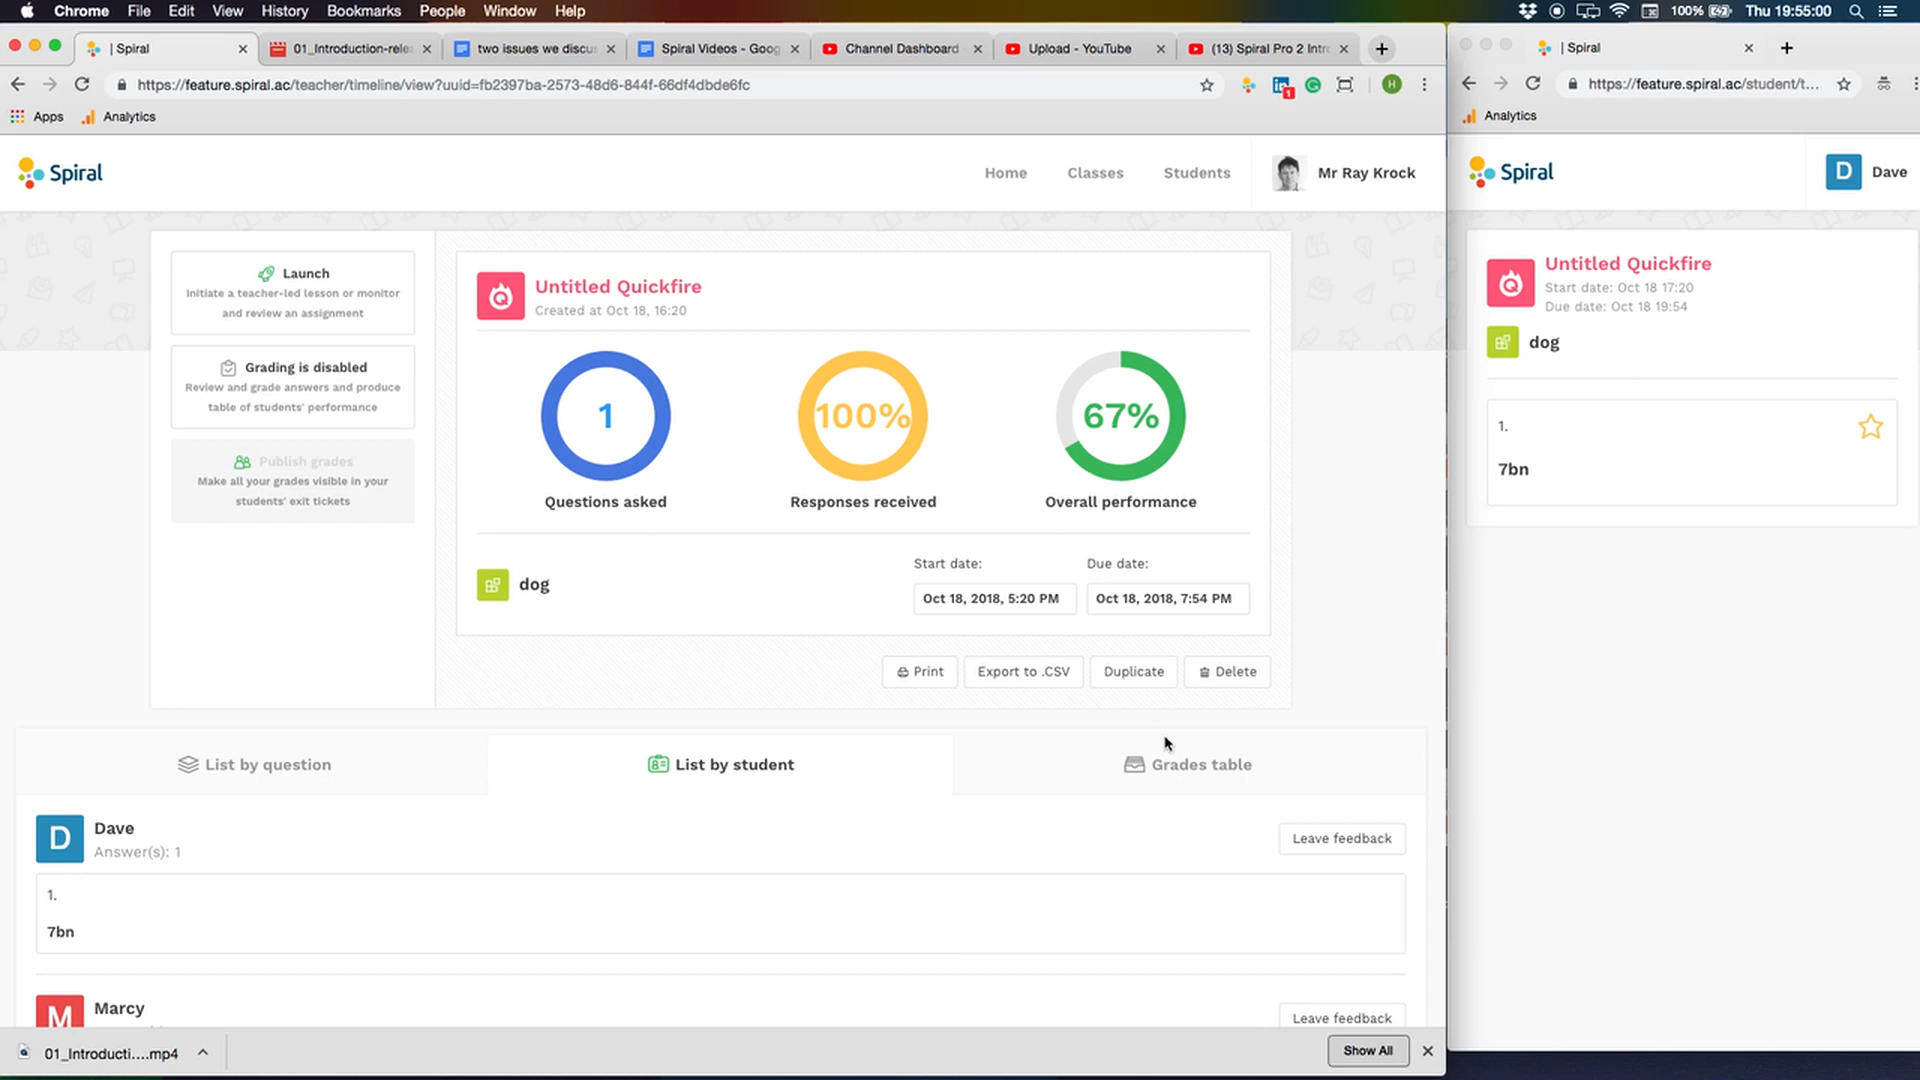 Chrome File Edit View History Bookmarks People Window Help 100% Thu 19:55:00
| Spiral
01_Introduction-rele
two issues we discu
Spiral Videos - Goog
Channel Dashboard
Upload - YouTube
(13) Spiral Pro 2 Intr
https://feature.spiral.ac/teacher/timeline/view?uuid=fb2397ba-2573-48d6-844f-66df4dbde6fc
1
H
Apps Analytics
Spiral
Home Classes Students Mr Ray Krock
Launch
Initiate a teacher-led lesson or monitor
and review an assignment
Grading is disabled
Review and grade answers and produce
table of students' performance
Publish grades
Make all your grades visible in your
students' exit tickets
Q
Untitled Quickfire
Created at Oct 18, 16:20
1
100%
67%
Questions asked
Responses received
Overall performance
dog
Start date:
Oct 18, 2018, 5:20 PM
Due date:
Oct 18, 2018, 7:54 PM
Print
Export to .CSV
Duplicate
Delete
List by question
List by student
Grades table
D
Dave
Answer(s): 1
Leave feedback
1.
7bn
M
Marcy
Leave feedback
01_Introducti....mp4
Show All
| Spiral
https://feature.spiral.ac/student/t...
Analytics
Spiral
D Dave
Q
Untitled Quickfire
Start date: Oct 18 17:20
Due date: Oct 18 19:54
dog
1.
7bn